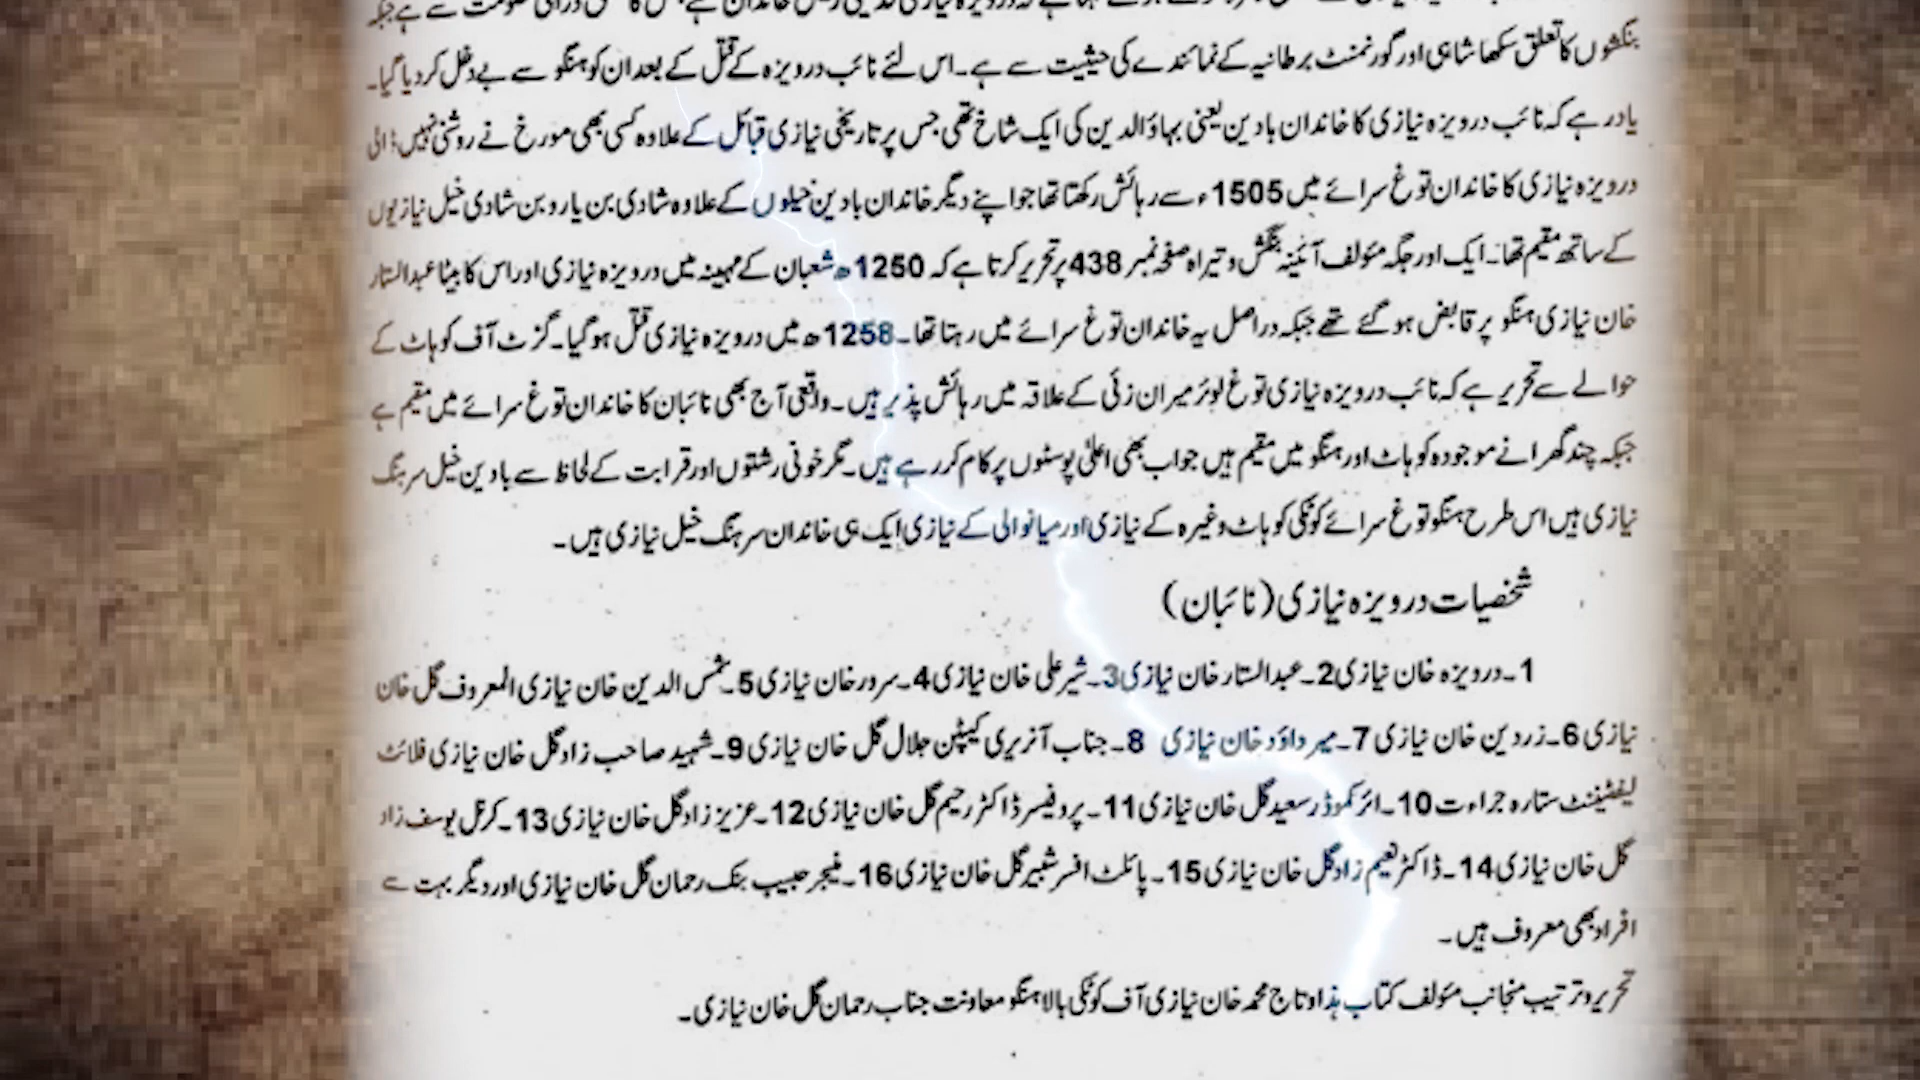 بنگشوں کا تعلق سکھا شاہی اور گورنمنٹ برطانیہ کے نمائندے کی حیثیت سے ہے۔ اس لئے نائب درویزہ کے قتل کے بعد ان کو ہنگو سے بے دخل کر دیا گیا۔
یادر ہے کہ نائب درویزہ نیازی کا خاندان بادین یعنی بہاؤالدین کی ایک شاخ تھی جس پر تاریخی نیازی قبائل کے علاوہ کسی بھی مورخ نے روشنی نہیں ڈالی
درویزہ نیازی کا خاندان توغ سرائے میں 1505ء سے رہائش رکھتا تھا جو اپنے دیگر خاندان بادین خیلوں کے علاوہ شادی بن یارو بن شادی خیل نیازیوں
کے ساتھ مقیم تھا۔ ایک اور جگہ مئولف آئینہ بنگش و تیراہ صفحہ نمبر 438 پر تحریر کرتا ہے کہ 1250ھ شعبان کے مہینہ میں درویزہ نیازی اور اس کا بیٹا عبدالستار
خان نیازی ہنگو پر قابض ہو گئے تھے جبکہ دراصل یہ خاندان توغ سرائے میں رہتا تھا۔ 1258ھ میں درویزہ نیازی قتل ہو گیا۔ گزٹ آف کوہاٹ کے
حوالے سے تحریر ہے کہ نائب درویزہ نیازی توغ لوئر میران زئی کے علاقہ میں رہائش پذیر ہیں۔ واقعی آج بھی نائبان کا خاندان توغ سرائے میں مقیم ہے
جبکہ چند گھرانے موجودہ کوہاٹ اور ہنگو میں مقیم ہیں جو اب بھی اعلیٰ پوسٹوں پر کام کر رہے ہیں۔ مگر خونی رشتوں اور قرابت کے لحاظ سے بادین خیل سرہنگ
نیازی ہیں اس طرح ہنگو توغ سرائے کوٹگی کوہاٹ وغیرہ کے نیازی اور میانوالی کے نیازی ایک ہی خاندان سرہنگ خیل نیازی ہیں۔
شخصیات درویزہ نیازی (نائبان)
1۔ درویزہ خان نیازی 2۔ عبدالستار خان نیازی 3۔ شیر علی خان نیازی 4۔ سرور خان نیازی 5۔ شمس الدین خان نیازی المعروف گل خان
نیازی 6۔ زردین خان نیازی 7۔ میر داؤد خان نیازی 8۔ جناب آنریری کیپٹن جلال گل خان نیازی 9۔ شہید صاحب زادگل خان نیازی فلائٹ
لیفٹیننٹ ستارہ جراءت 10۔ ائر کموڈر سعید گل خان نیازی 11۔ پروفیسر ڈاکٹر رحیم گل خان نیازی 12۔ عزیز زادگل خان نیازی 13۔ کرنل یوسف زاد
گل خان نیازی 14۔ ڈاکٹر نعیم زادگل خان نیازی 15۔ پائلٹ افسر شبیر گل خان نیازی 16۔ منیجر حبیب بنک رحمان گل خان نیازی اور دیگر بہت سے
افراد بھی معروف ہیں۔
تحریر و ترتیب منجانب مئولف کتاب ہذا و تاج محمد خان نیازی آف کوٹگی بالا ہنگو معاونت جناب رحمان گل خان نیازی۔